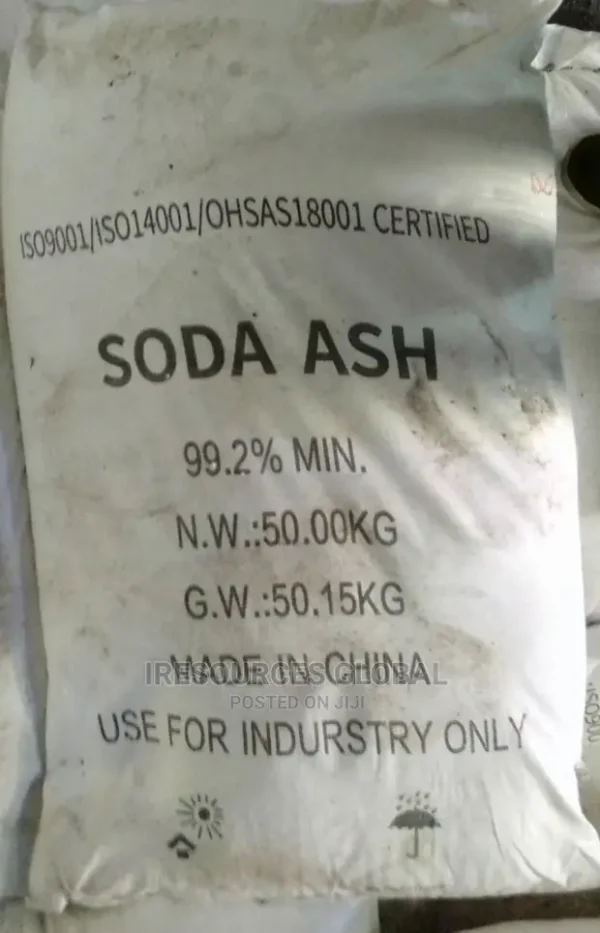 ISO9001/ISO14001/OHSAS18001 CERTIFIED
SODA ASH
99.2% MIN.
N.W.:50.00KG
G.W.:50.15KG
MADE IN CHINA
IRESOURCES GLOBAL
POSTED ON JIJI
USE FOR INDURSTRY ONLY